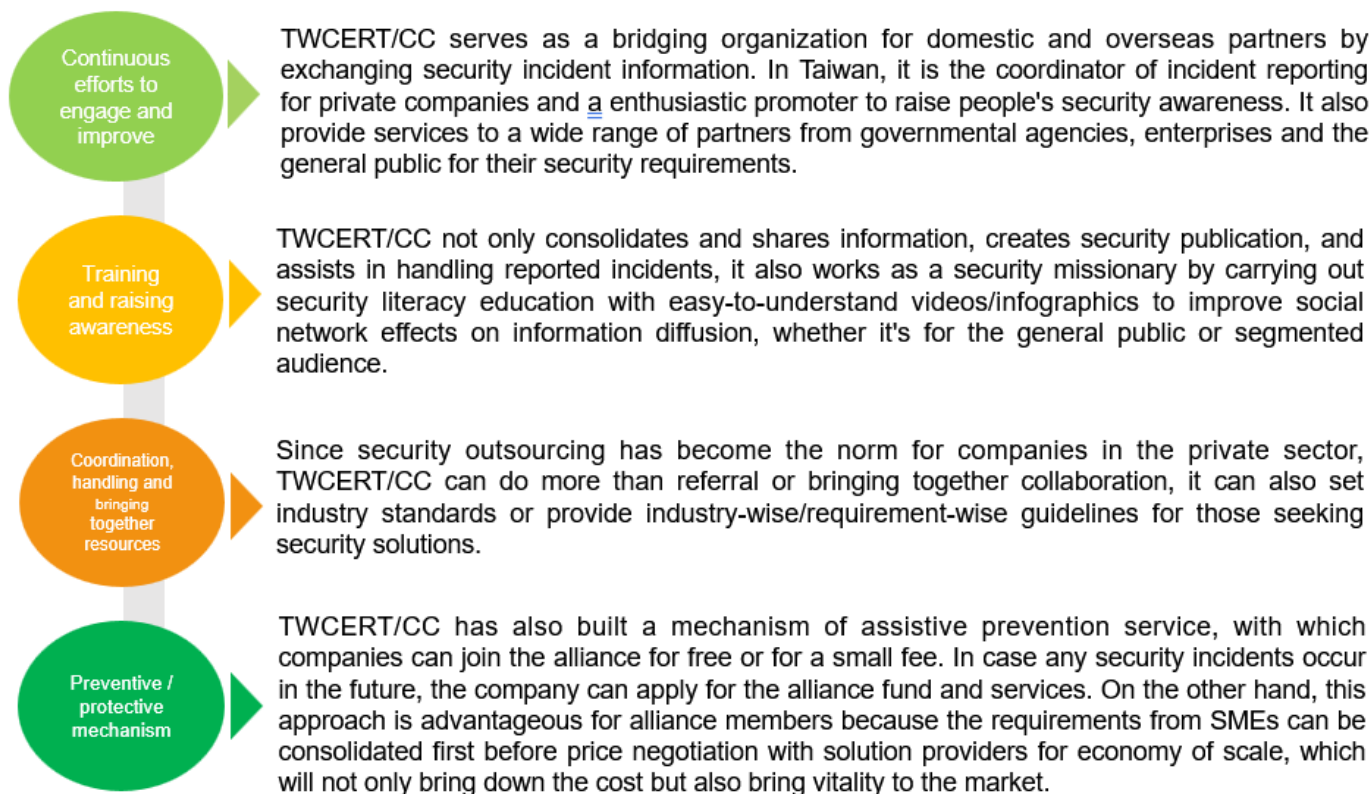 Continuous
efforts to
engage and
improve
TWCERT/CC serves as a bridging organization for domestic and overseas partners by
exchanging security incident information. In Taiwan, it is the coordinator of incident reporting
for private companies and a enthusiastic promoter to raise people's security awareness. It also
provide services to a wide range of partners from governmental agencies, enterprises and the
general public for their security requirements.
Training
and raising
awareness
TWCERT/CC not only consolidates and shares information, creates security publication, and
assists in handling reported incidents, it also works as a security missionary by carrying out
security literacy education with easy-to-understand videos/infographics to improve social
network effects on information diffusion, whether it's for the general public or segmented
audience.
Coordination,
handling and
bringing
together
resources
Since security outsourcing has become the norm for companies in the private sector,
TWCERT/CC can do more than referral or bringing together collaboration, it can also set
industry standards or provide industry-wise/requirement-wise guidelines for those seeking
security solutions.
Preventive /
protective
mechanism
TWCERT/CC has also built a mechanism of assistive prevention service, with which
companies can join the alliance for free or for a small fee. In case any security incidents occur
in the future, the company can apply for the alliance fund and services. On the other hand, this
approach is advantageous for alliance members because the requirements from SMEs can be
consolidated first before price negotiation with solution providers for economy of scale, which
will not only bring down the cost but also bring vitality to the market.